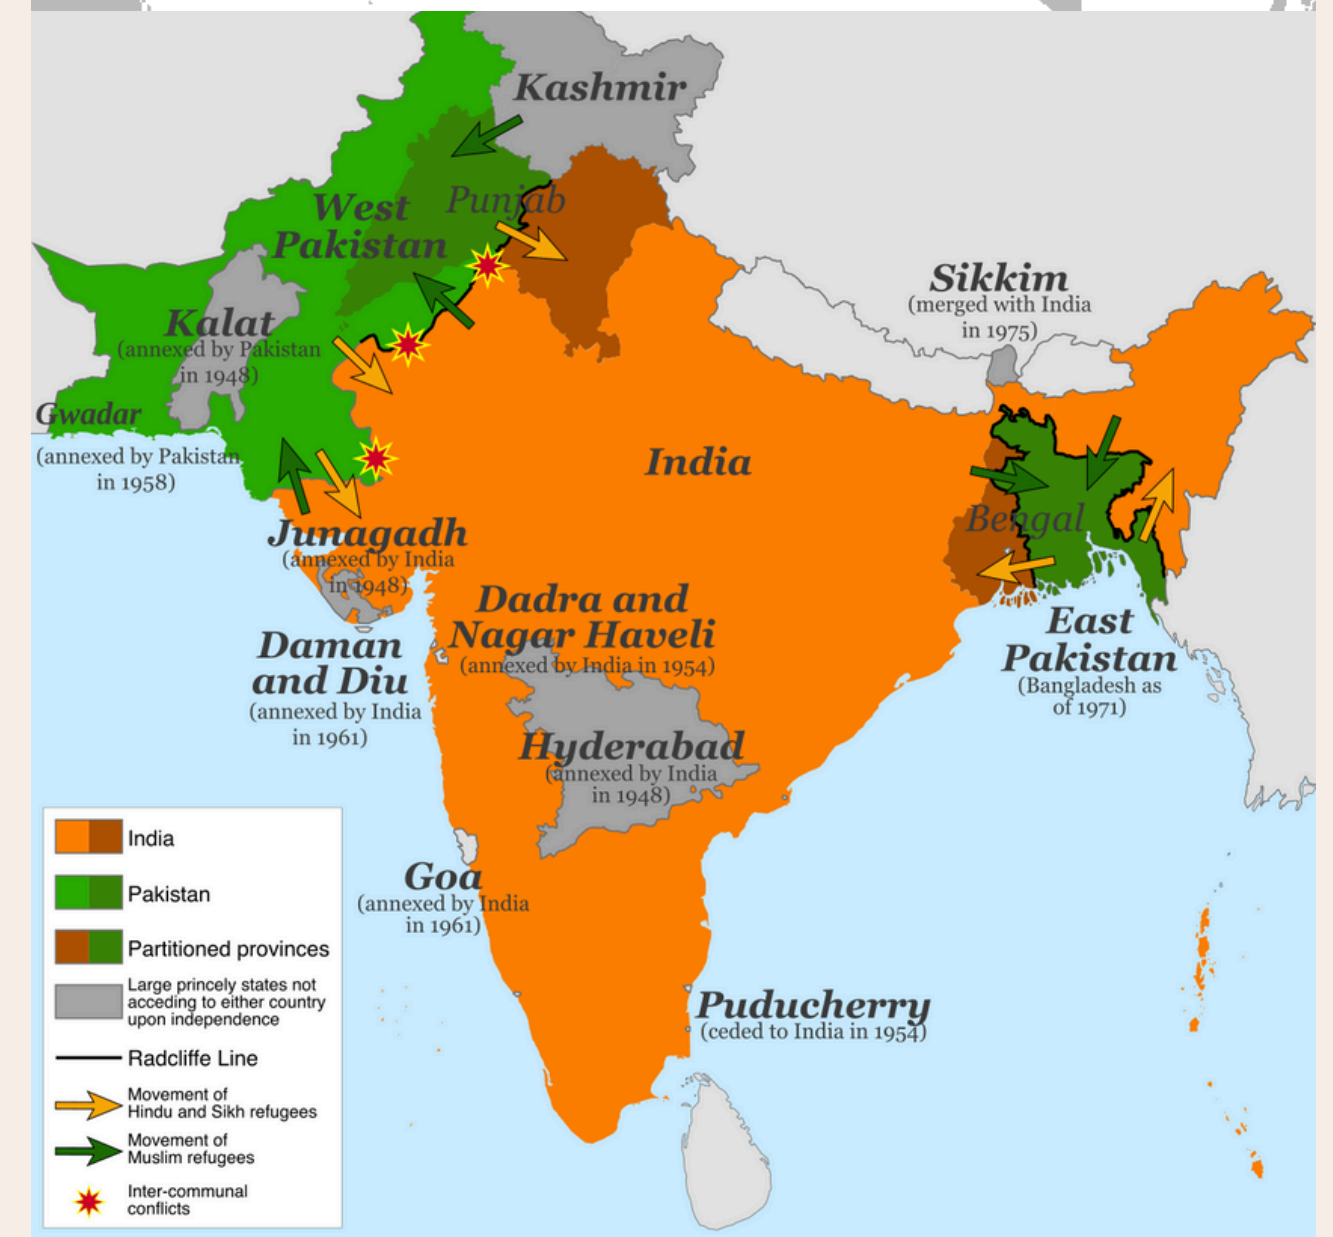 Kashmir
Punjab
West
Pakistan
Kalat
(annexed by Pakistan
in 1948)
Gwadar
(annexed by Pakistan
in 1958)
Sikkim
(merged with India
in 1975)
India
Bengal
Junagadh
(annexed by India
in 1948)
Dadra and
Nagar Haveli
(annexed by India in 1954)
East
Pakistan
(Bangladesh as
of 1971)
Daman
and Diu
(annexed by India
in 1961)
Hyderabad
(annexed by India
in 1948)
Goa
(annexed by India
in 1961)
Puducherry
(ceded to India in 1954)
India
Pakistan
Partitioned provinces
Large princely states not
acceding to either country
upon independence
Radcliffe Line
Movement of
Hindu and Sikh refugees
Movement of
Muslim refugees
Inter-communal
conflicts